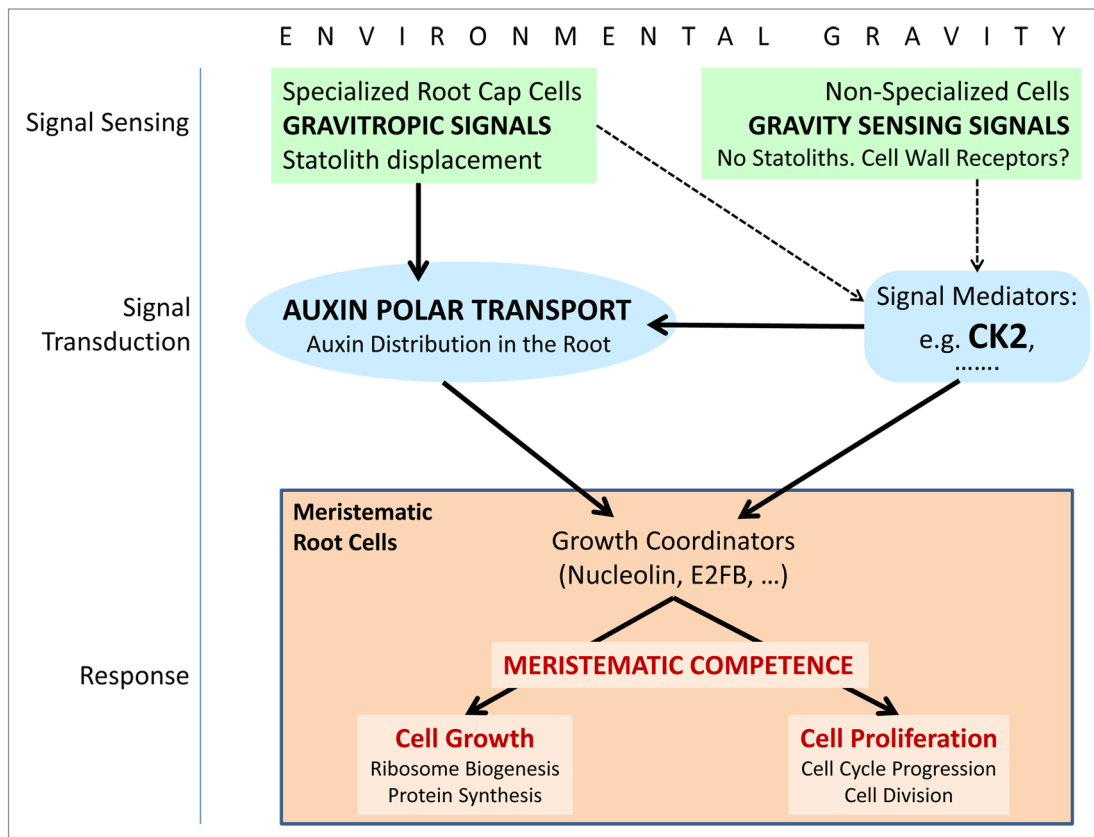 E N V I R O N M E N T A L G R A V I T Y
Signal Sensing
Specialized Root Cap Cells
GRAVITROPIC SIGNALS
Statolith displacement
Non-Specialized Cells
GRAVITY SENSING SIGNALS
No Statoliths. Cell Wall Receptors?
Signal
Transduction
AUXIN POLAR TRANSPORT
Auxin Distribution in the Root
Signal Mediators:
e.g. CK2,
.......
Response
Meristematic
Root Cells
Growth Coordinators
(Nucleolin, E2FB, ...)
MERISTEMATIC COMPETENCE
Cell Growth
Ribosome Biogenesis
Protein Synthesis
Cell Proliferation
Cell Cycle Progression
Cell Division